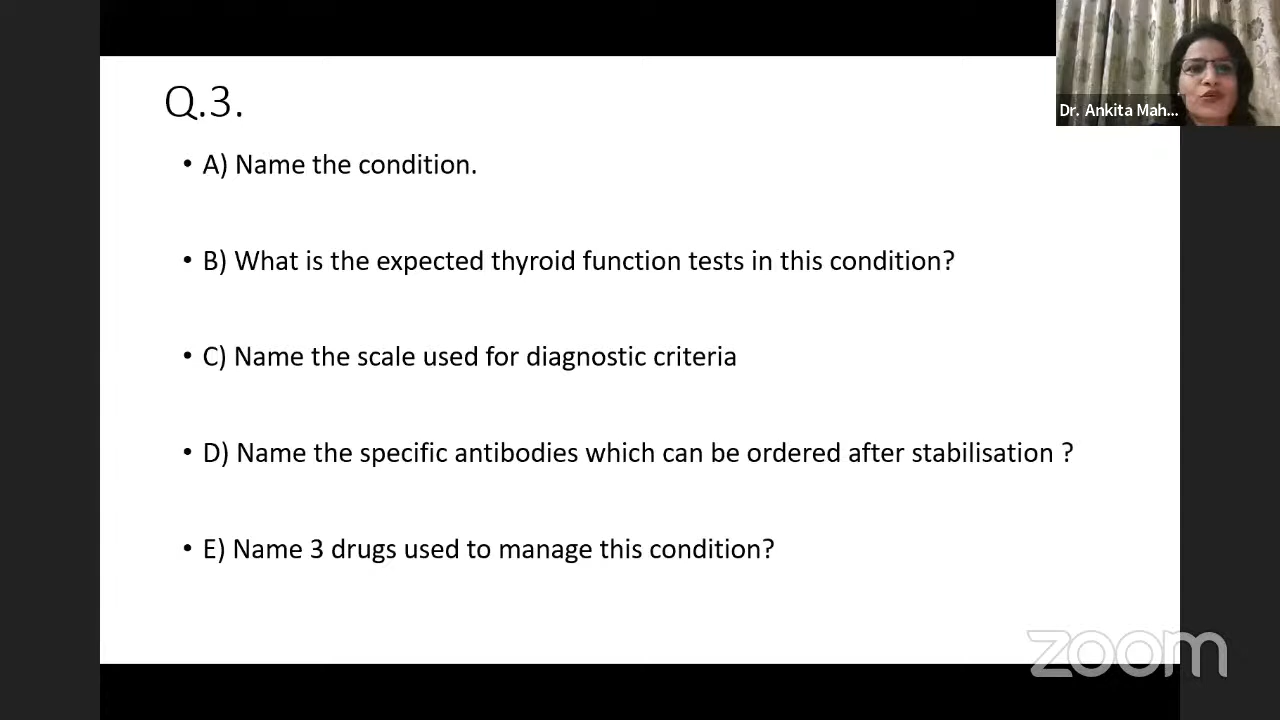 Q.3.
• A) Name the condition.
• B) What is the expected thyroid function tests in this condition?
• C) Name the scale used for diagnostic criteria
• D) Name the specific antibodies which can be ordered after stabilisation ?
• E) Name 3 drugs used to manage this condition?
Dr. Ankita Mah...
zoom